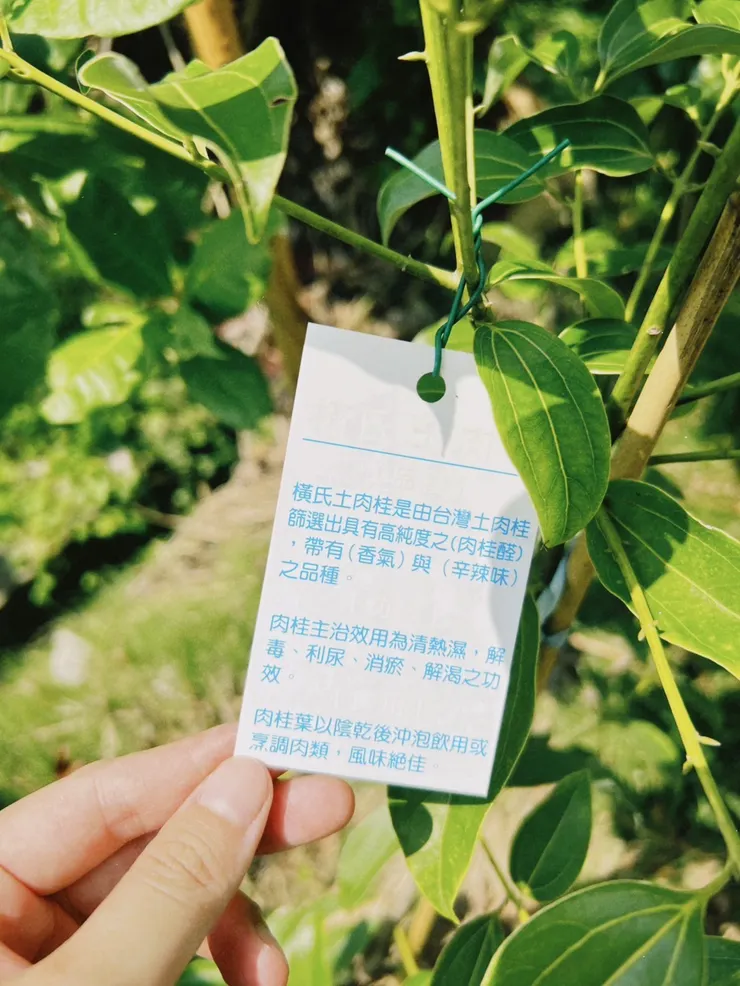 橫氏土肉桂是由台灣土肉桂
篩選出具有高純度之(肉桂醛)
，帶有(香氣)與(辛辣味)
之品種。
肉桂主治效用為清熱濕，解
毒、利尿、消瘀、解渴之功
效。
肉桂葉以陰乾後沖泡飲用或
烹調肉類，風味絕佳。